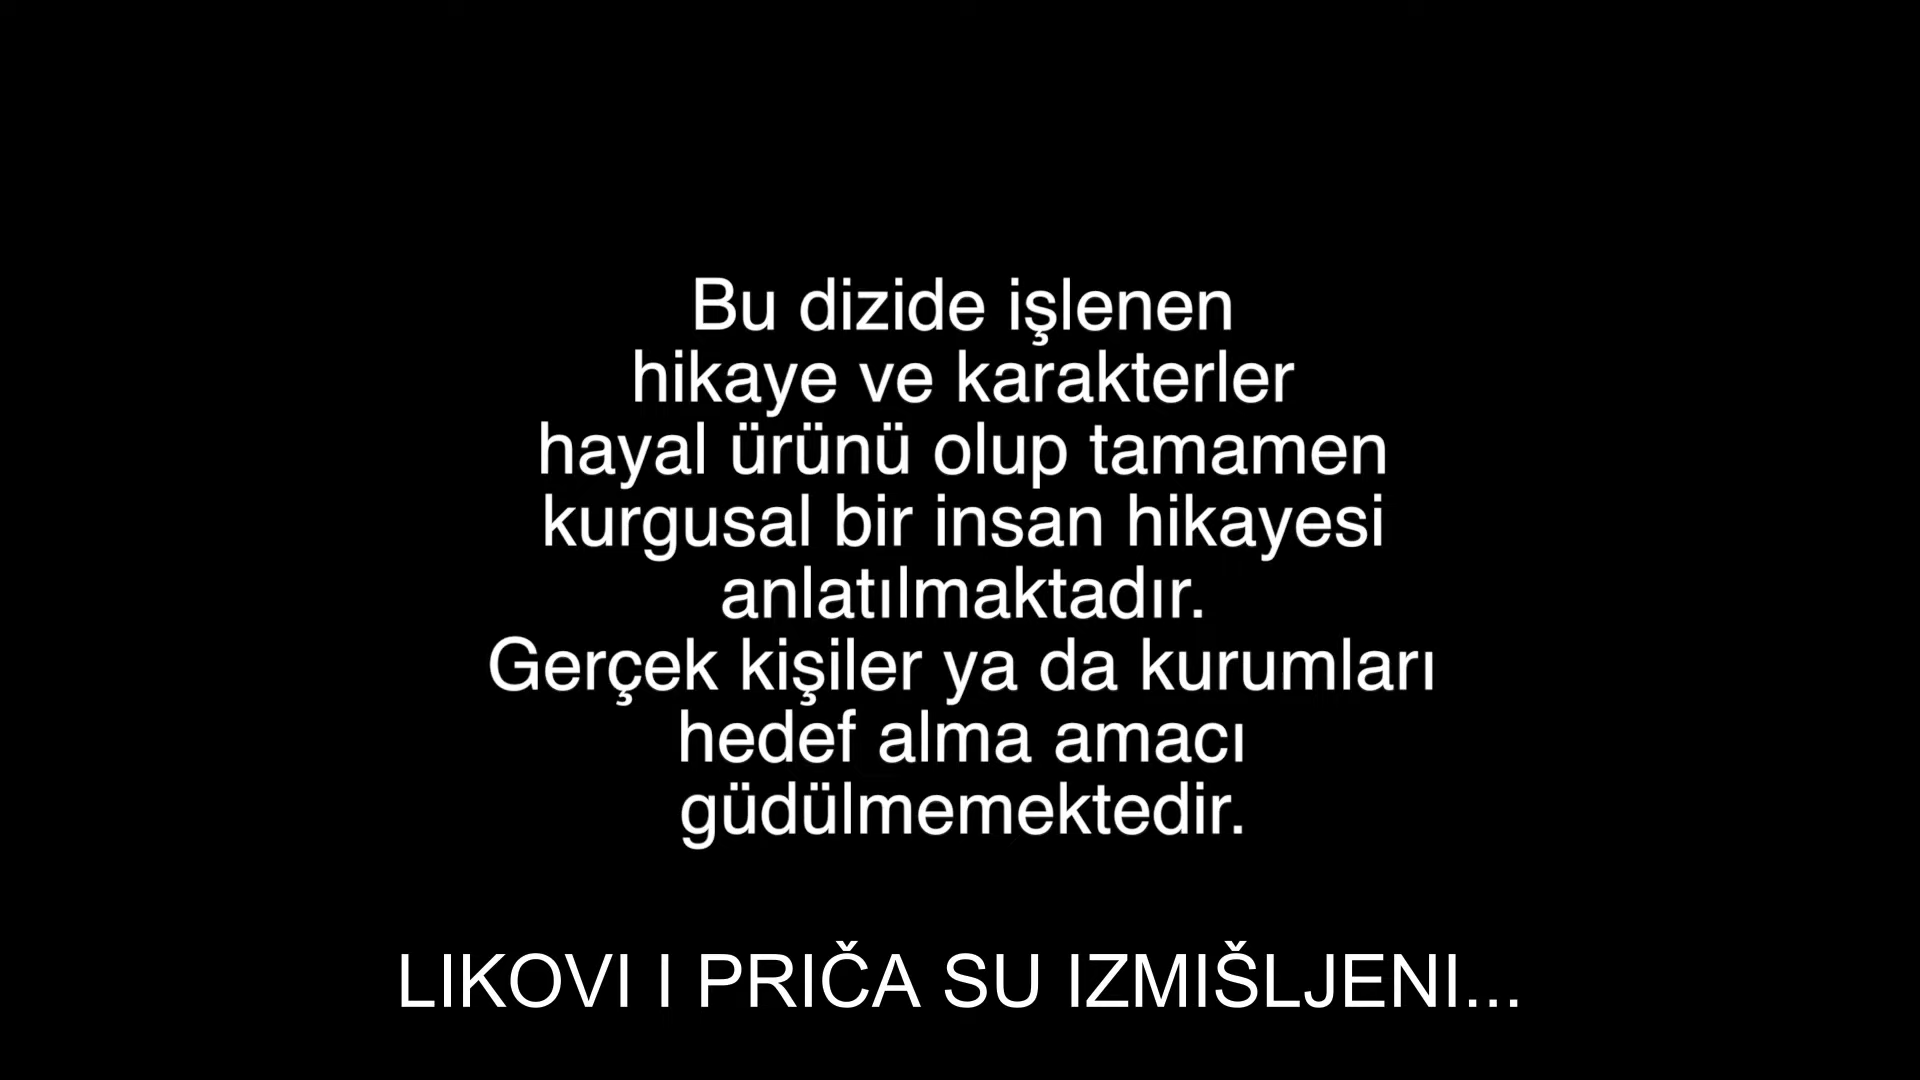 Bu dizide işlenen
hikaye ve karakterler
hayal ürünü olup tamamen
kurgusal bir insan hikayesi
anlatılmaktadır.
Gerçek kişiler ya da kurumları
hedef alma amacı
güdülmemektedir.
LIKOVI I PRIČA SU IZMIŠLJENI...